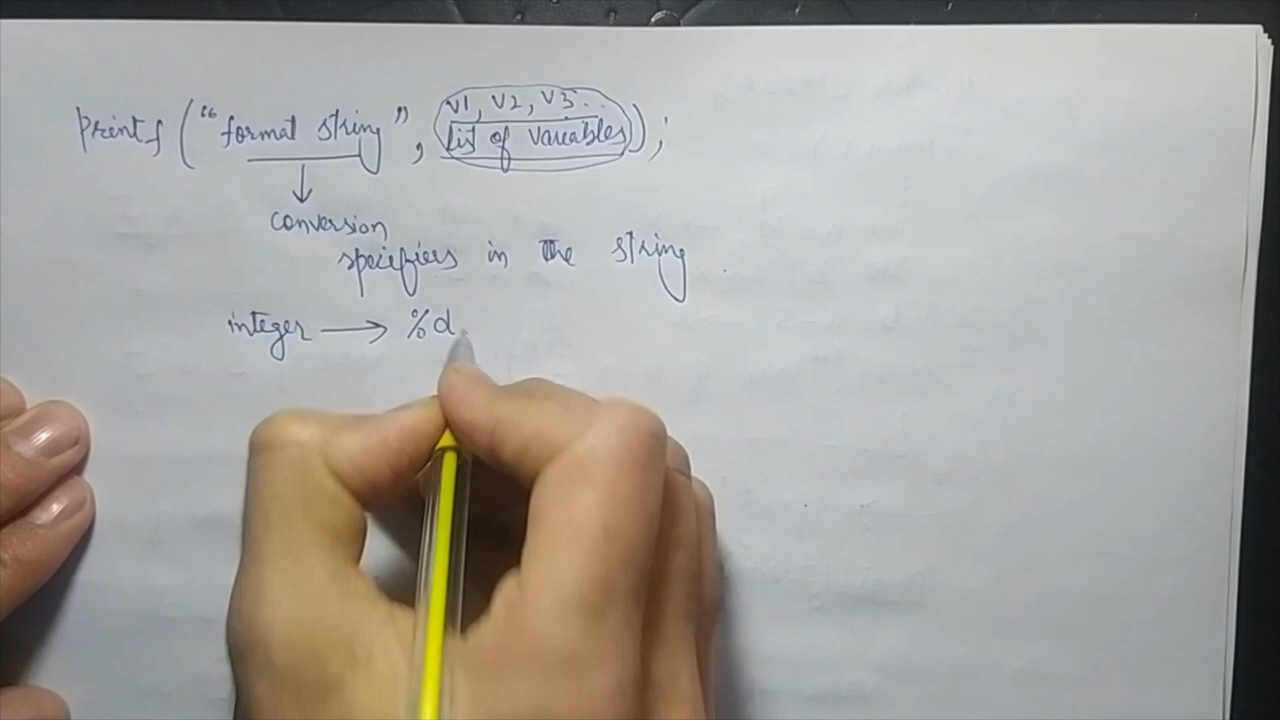 printf ("format string", list of variables);
v1, v2, v3..
conversion
specifiers in the string.
integer → %d